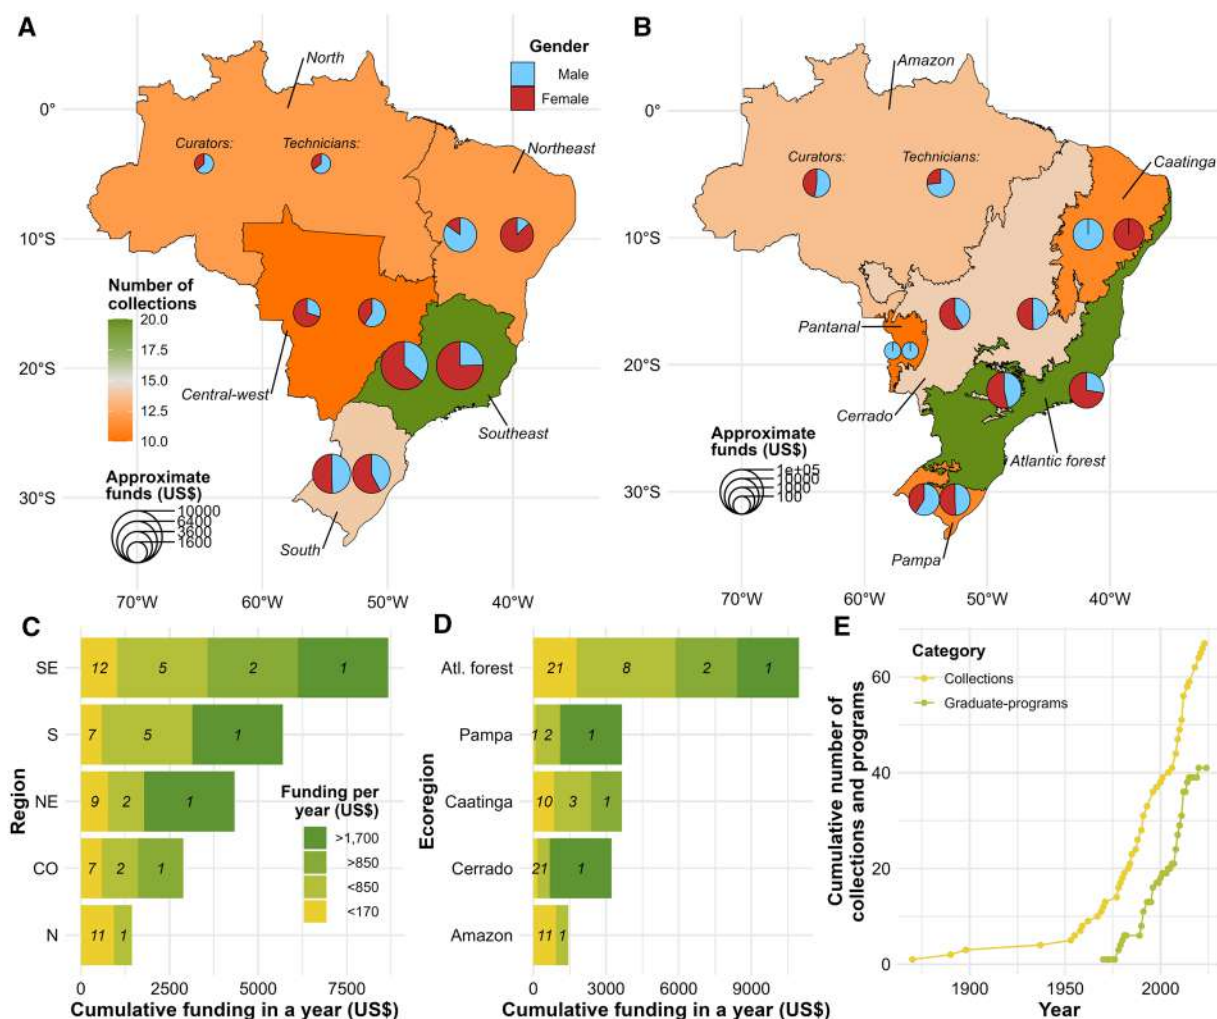 A
Gender
Male
Female
North
Curators:
Technicians:
Northeast
Number of
collections
20.0
17.5
15.0
12.5
10.0
Central-west
Southeast
South
Approximate
funds (US$)
10000
6400
3600
1600
0°
10°S
20°S
30°S
70°W
60°W
50°W
40°W
B
Amazon
Curators:
Technicians:
Caatinga
Pantanal
Cerrado
Atlantic forest
Pampa
Approximate
funds (US$)
1e+05
10000
1000
100
0°
10°S
20°S
30°S
70°W
60°W
50°W
40°W
C
Region
SE
12
5
2
1
S
7
5
1
NE
9
2
1
CO
7
2
1
N
11
1
Funding per
year (US$)
>1,700
>850
<850
<170
0
2500
5000
7500
Cumulative funding in a year (US$)
D
Ecoregion
Atl. forest
21
8
2
1
Pampa
1
2
1
Caatinga
10
3
1
Cerrado
2
1
1
Amazon
11
1
0
3000
6000
9000
Cumulative funding in a year (US$)
E
Cumulative number of
collections and programs
Category
Collections
Graduate-programs
60
40
20
0
1900
1950
2000
Year